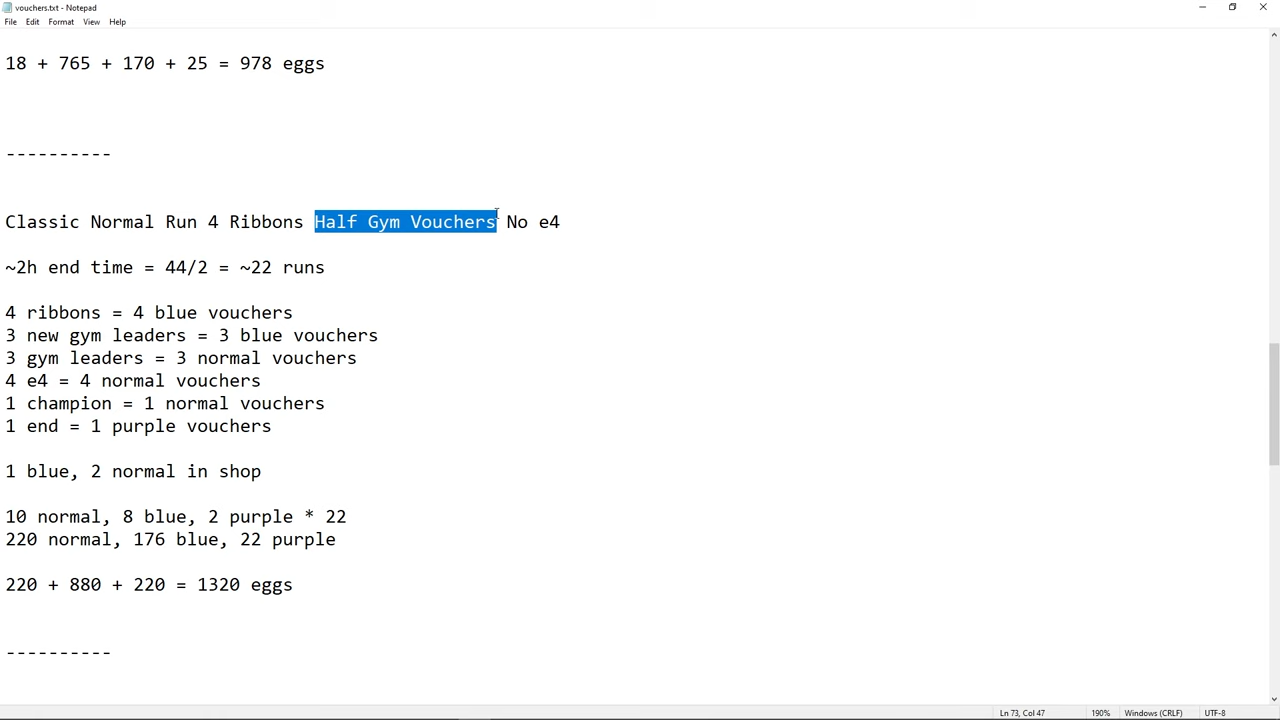 vouchers.txt - Notepad
File Edit Format View Help
18 + 765 + 170 + 25 = 978 eggs
----------
Classic Normal Run 4 Ribbons Half Gym Vouchers No e4
~2h end time = 44/2 = ~22 runs
4 ribbons = 4 blue vouchers
3 new gym leaders = 3 blue vouchers
3 gym leaders = 3 normal vouchers
4 e4 = 4 normal vouchers
1 champion = 1 normal vouchers
1 end = 1 purple vouchers
1 blue, 2 normal in shop
10 normal, 8 blue, 2 purple * 22
220 normal, 176 blue, 22 purple
220 + 880 + 220 = 1320 eggs
----------
Ln 73, Col 47 190% Windows (CRLF) UTF-8